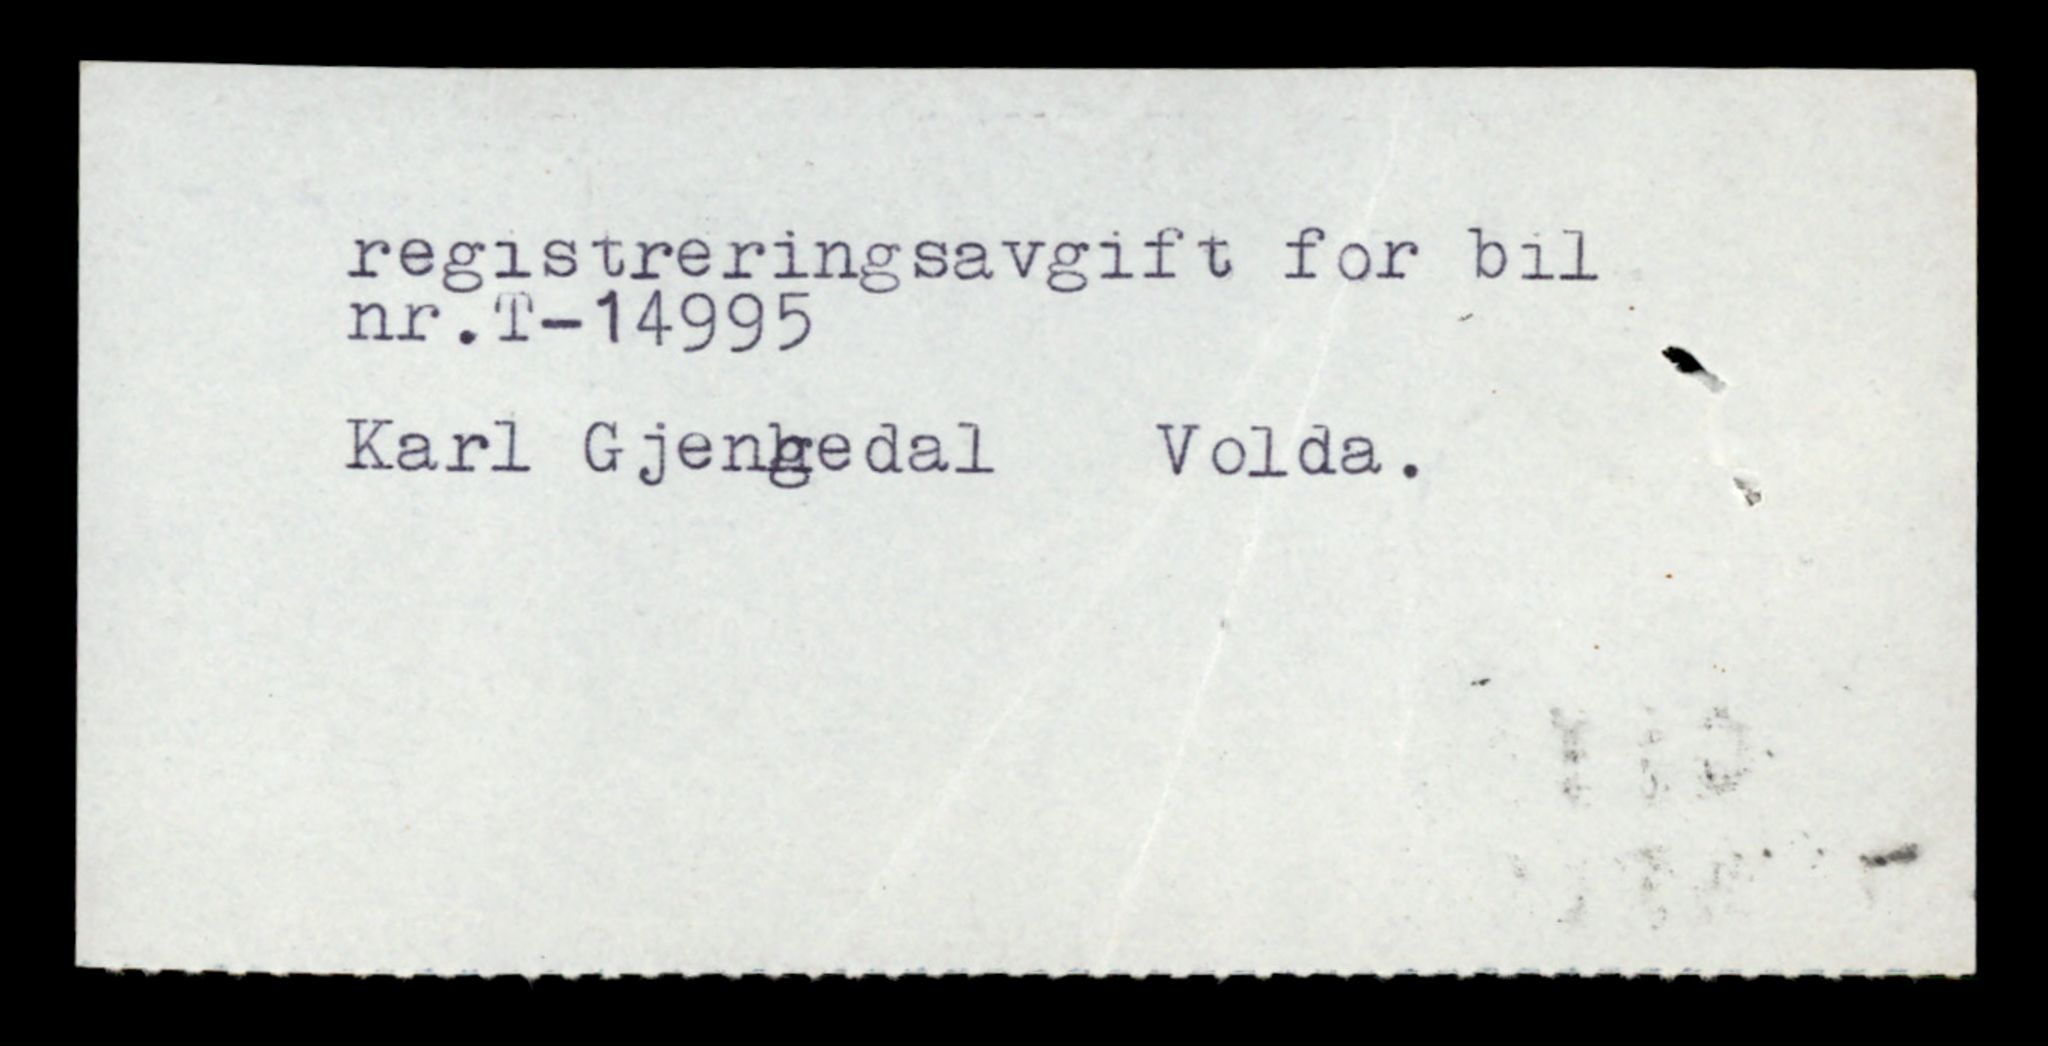 registreringsavgift for bil
nr.T-14995
Karl Gjengedal Volda.